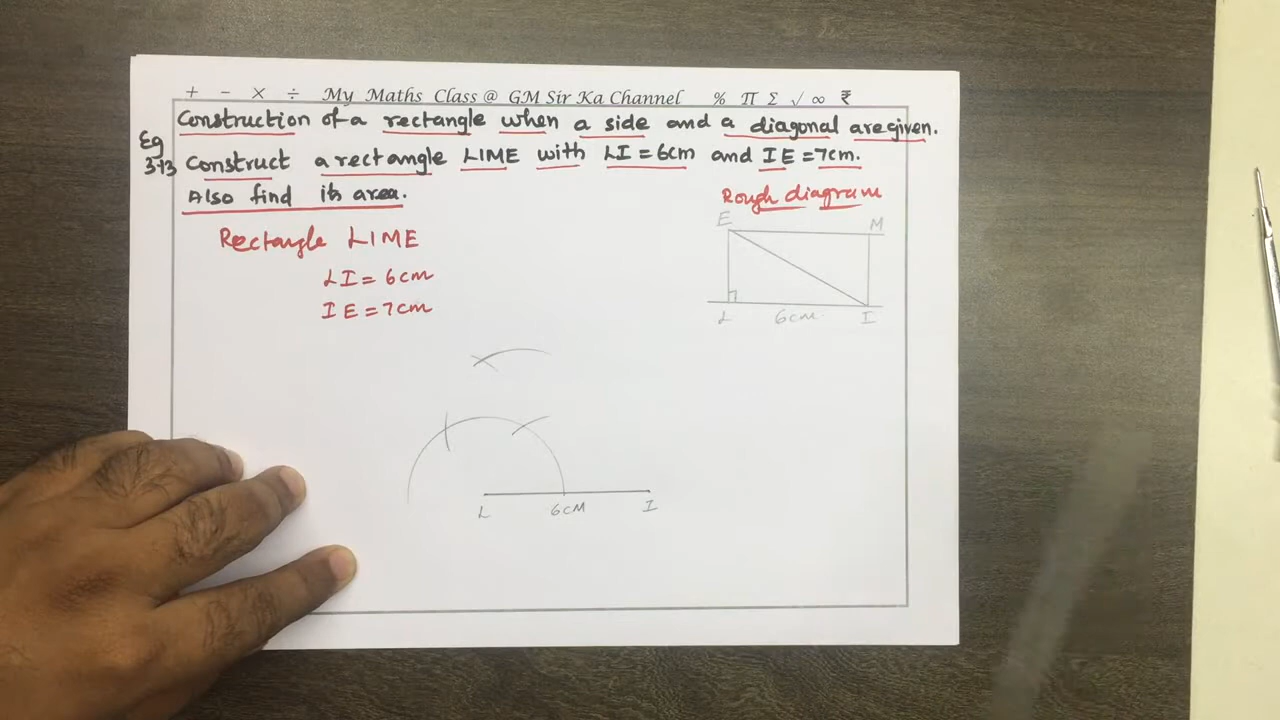 + - × ÷ My Maths Class @ GM Sir Ka Channel % Π Σ √ ∞ ₹
Construction of a rectangle when a side and a diagonal are given.
Eg
3.13 Construct a rectangle LIME with LI = 6cm and IE = 7cm.
Also find its area.
Rough diagram
E M
Rectangle LIME
LI = 6cm
IE = 7cm
L 6cm I
L 6CM I